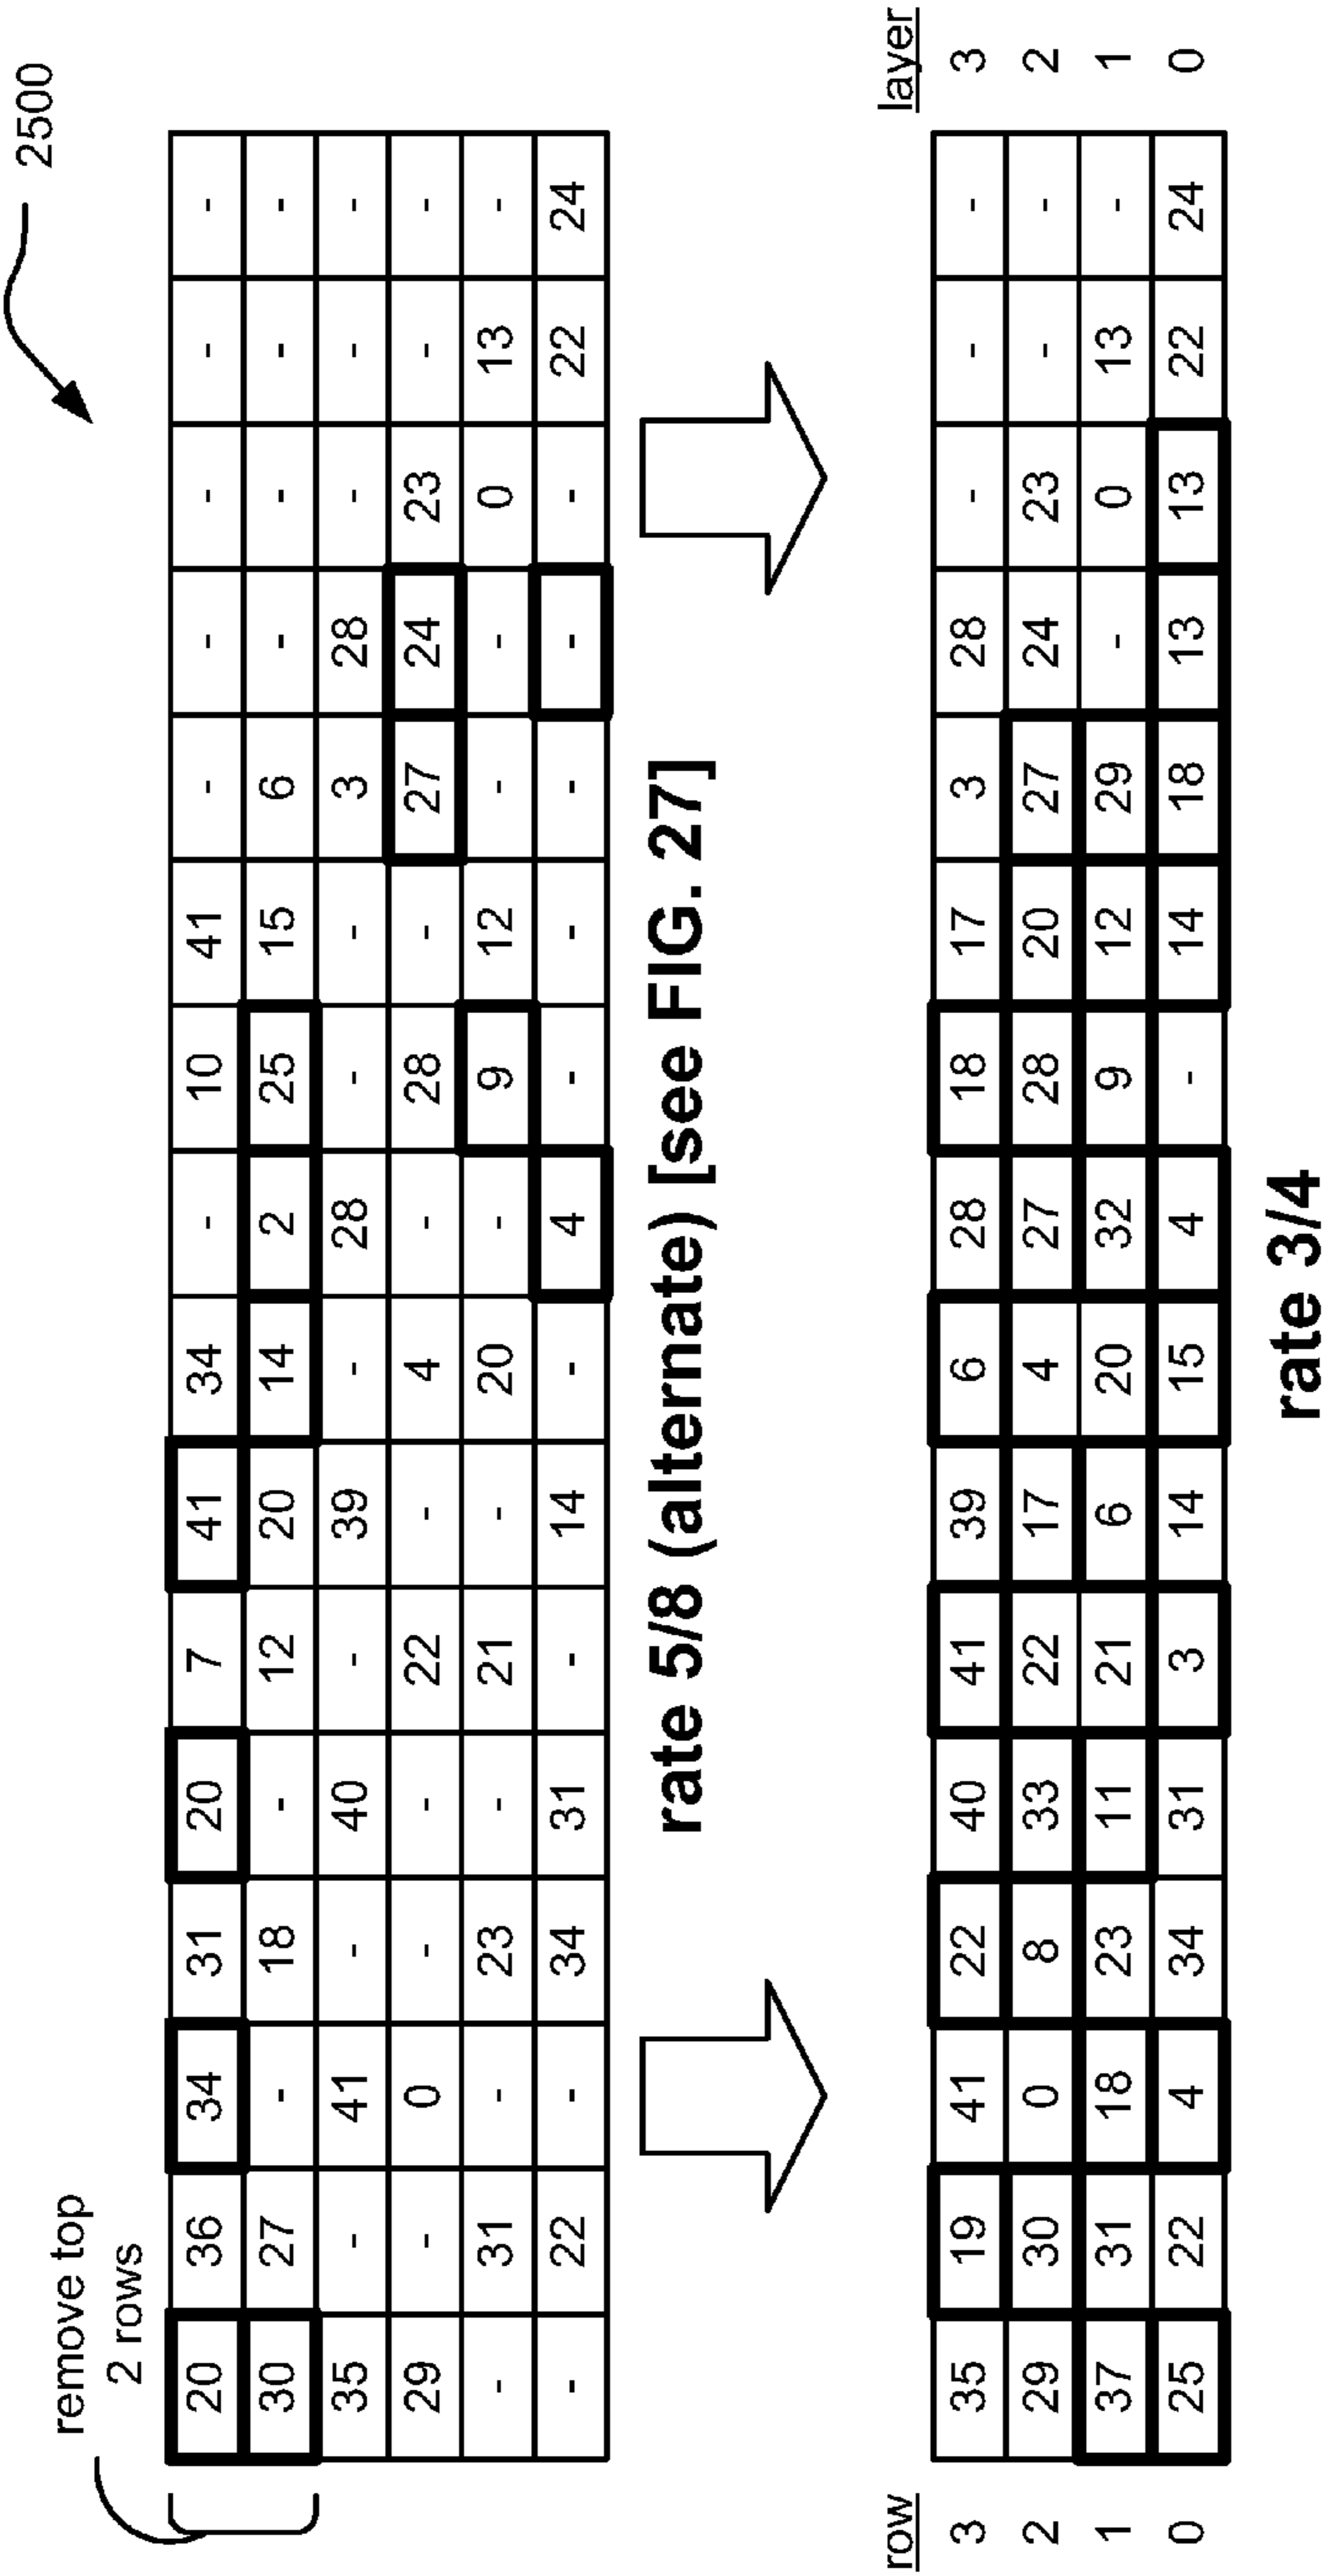 2500
remove top
2 rows
20 36 34 31 20 7 41 34 - 10 41 - - - - -
30 27 - 18 - 12 20 14 2 25 15 6 - - - -
35 - 41 - 40 - 39 - 28 - - 3 28 - - -
29 - 0 - - 22 - 4 - 28 - 27 24 23 - -
- 31 - 23 - 21 - 20 - 9 12 - - 0 13 -
- 22 - 34 31 - 14 - 4 - - - - - 22 24
rate 5/8 (alternate) [see FIG. 27]
row layer
3 35 19 41 22 40 41 39 6 28 18 17 3 28 - - - 3
2 29 30 0 8 33 22 17 4 27 28 20 27 24 23 - - 2
1 37 31 18 23 11 21 6 20 32 9 12 29 - 0 13 - 1
0 25 22 4 34 31 3 14 15 4 - 14 18 13 13 22 24 0
rate 3/4